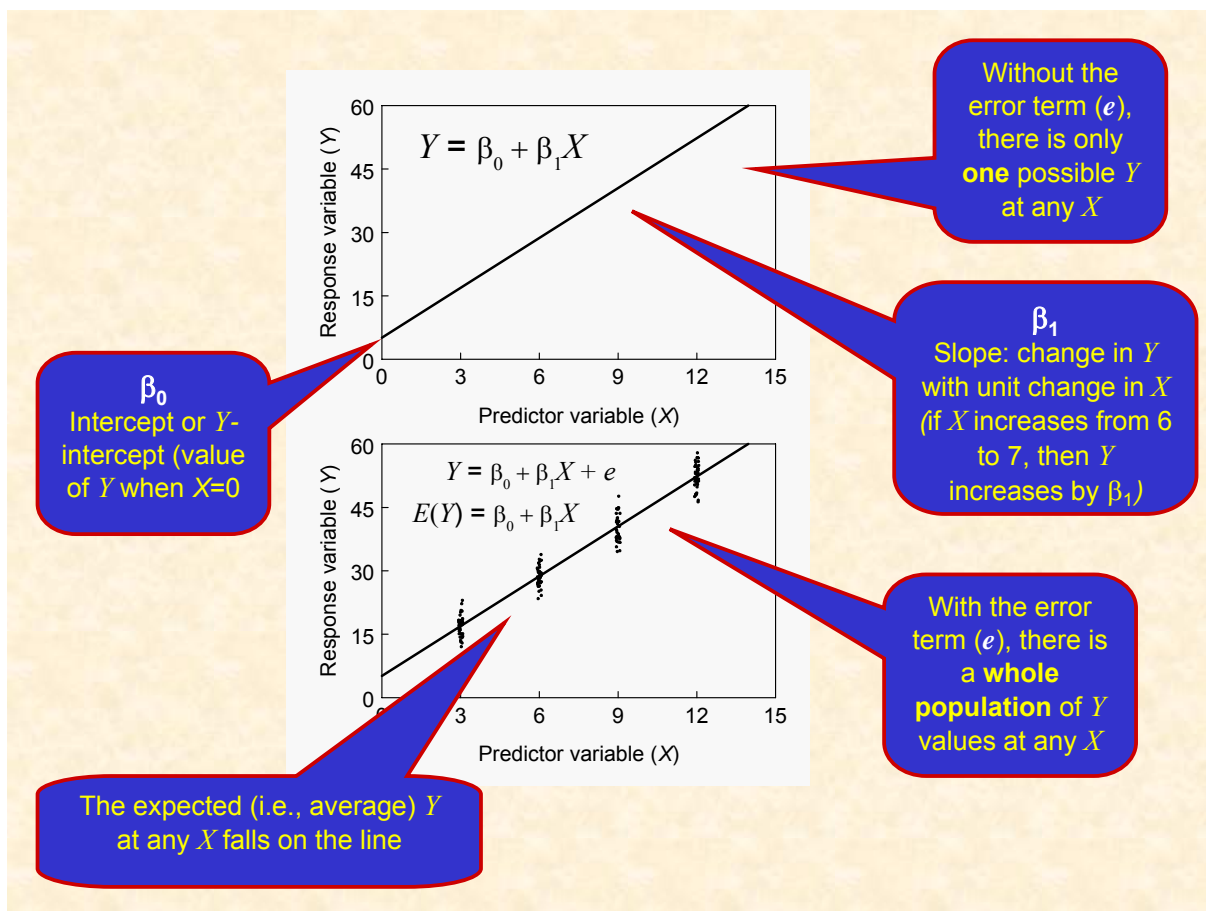 Without the
error term (e),
there is only
one possible Y
at any X
60
45
30
15
0
Response variable (Y)
Y = β₀ + β₁X
0 3 6 9 12 15
Predictor variable (X)
β₁
Slope: change in Y
with unit change in X
(if X increases from 6
to 7, then Y
increases by β₁)
β₀
Intercept or Y-
intercept (value
of Y when X=0
60
45
30
15
0
Response variable (Y)
Y = β₀ + β₁X + e
E(Y) = β₀ + β₁X
3 6 9 12 15
Predictor variable (X)
With the error
term (e), there is
a whole
population of Y
values at any X
The expected (i.e., average) Y
at any X falls on the line